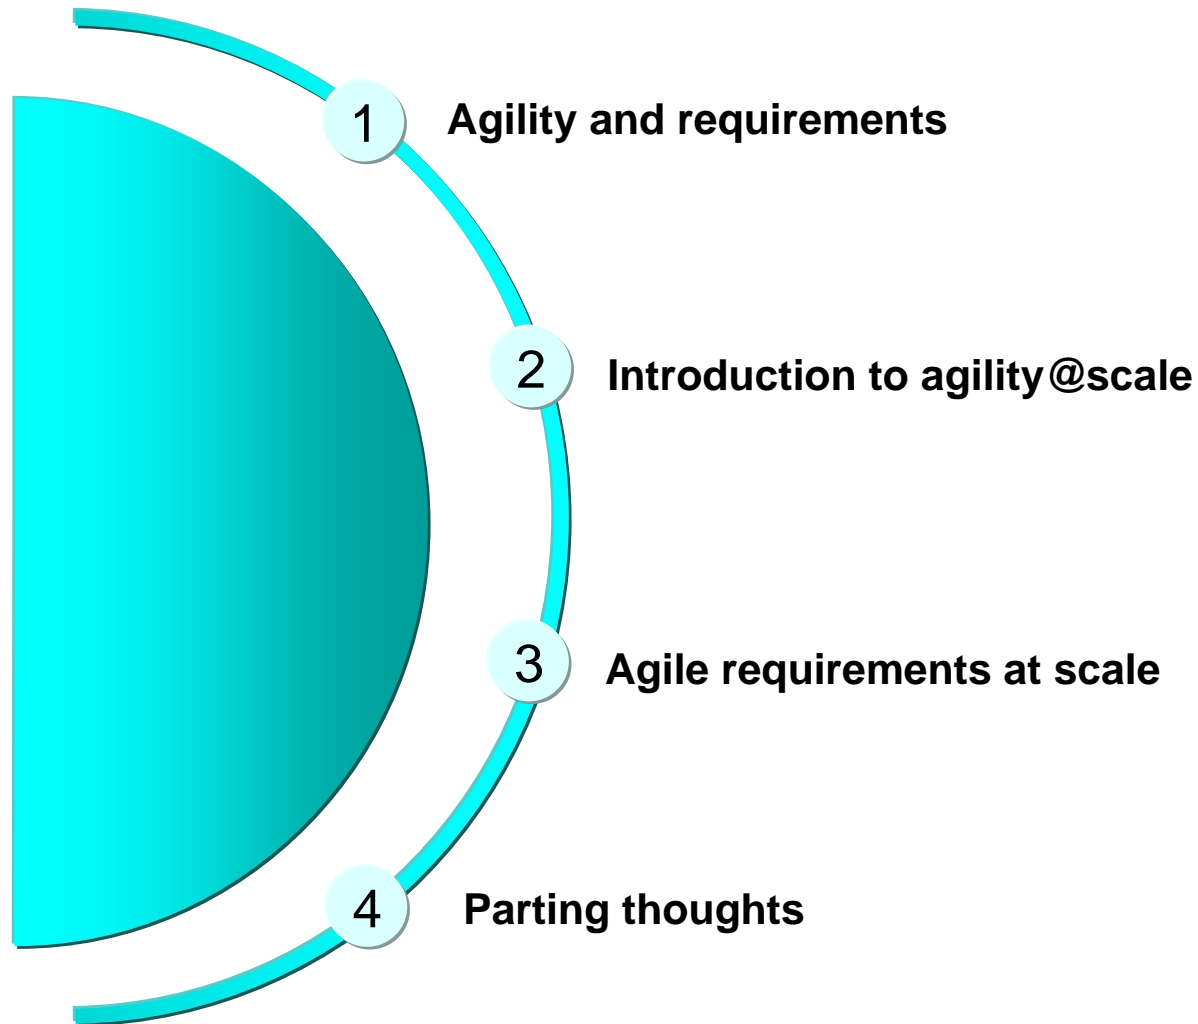 1 Agility and requirements
2 Introduction to agility@scale
3 Agile requirements at scale
4 Parting thoughts